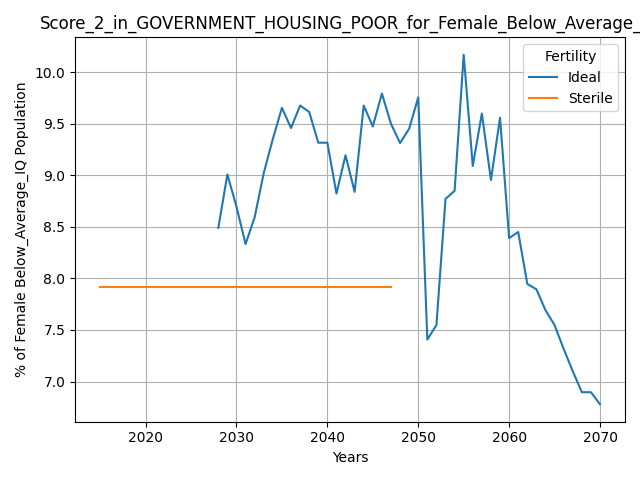 Score_2_in_GOVERNMENT_HOUSING_POOR_for_Female_Below_Average_
Fertility
Ideal
Sterile
% of Female Below_Average_IQ Population
10.0
9.5
9.0
8.5
8.0
7.5
7.0
2020 2030 2040 2050 2060 2070
Years